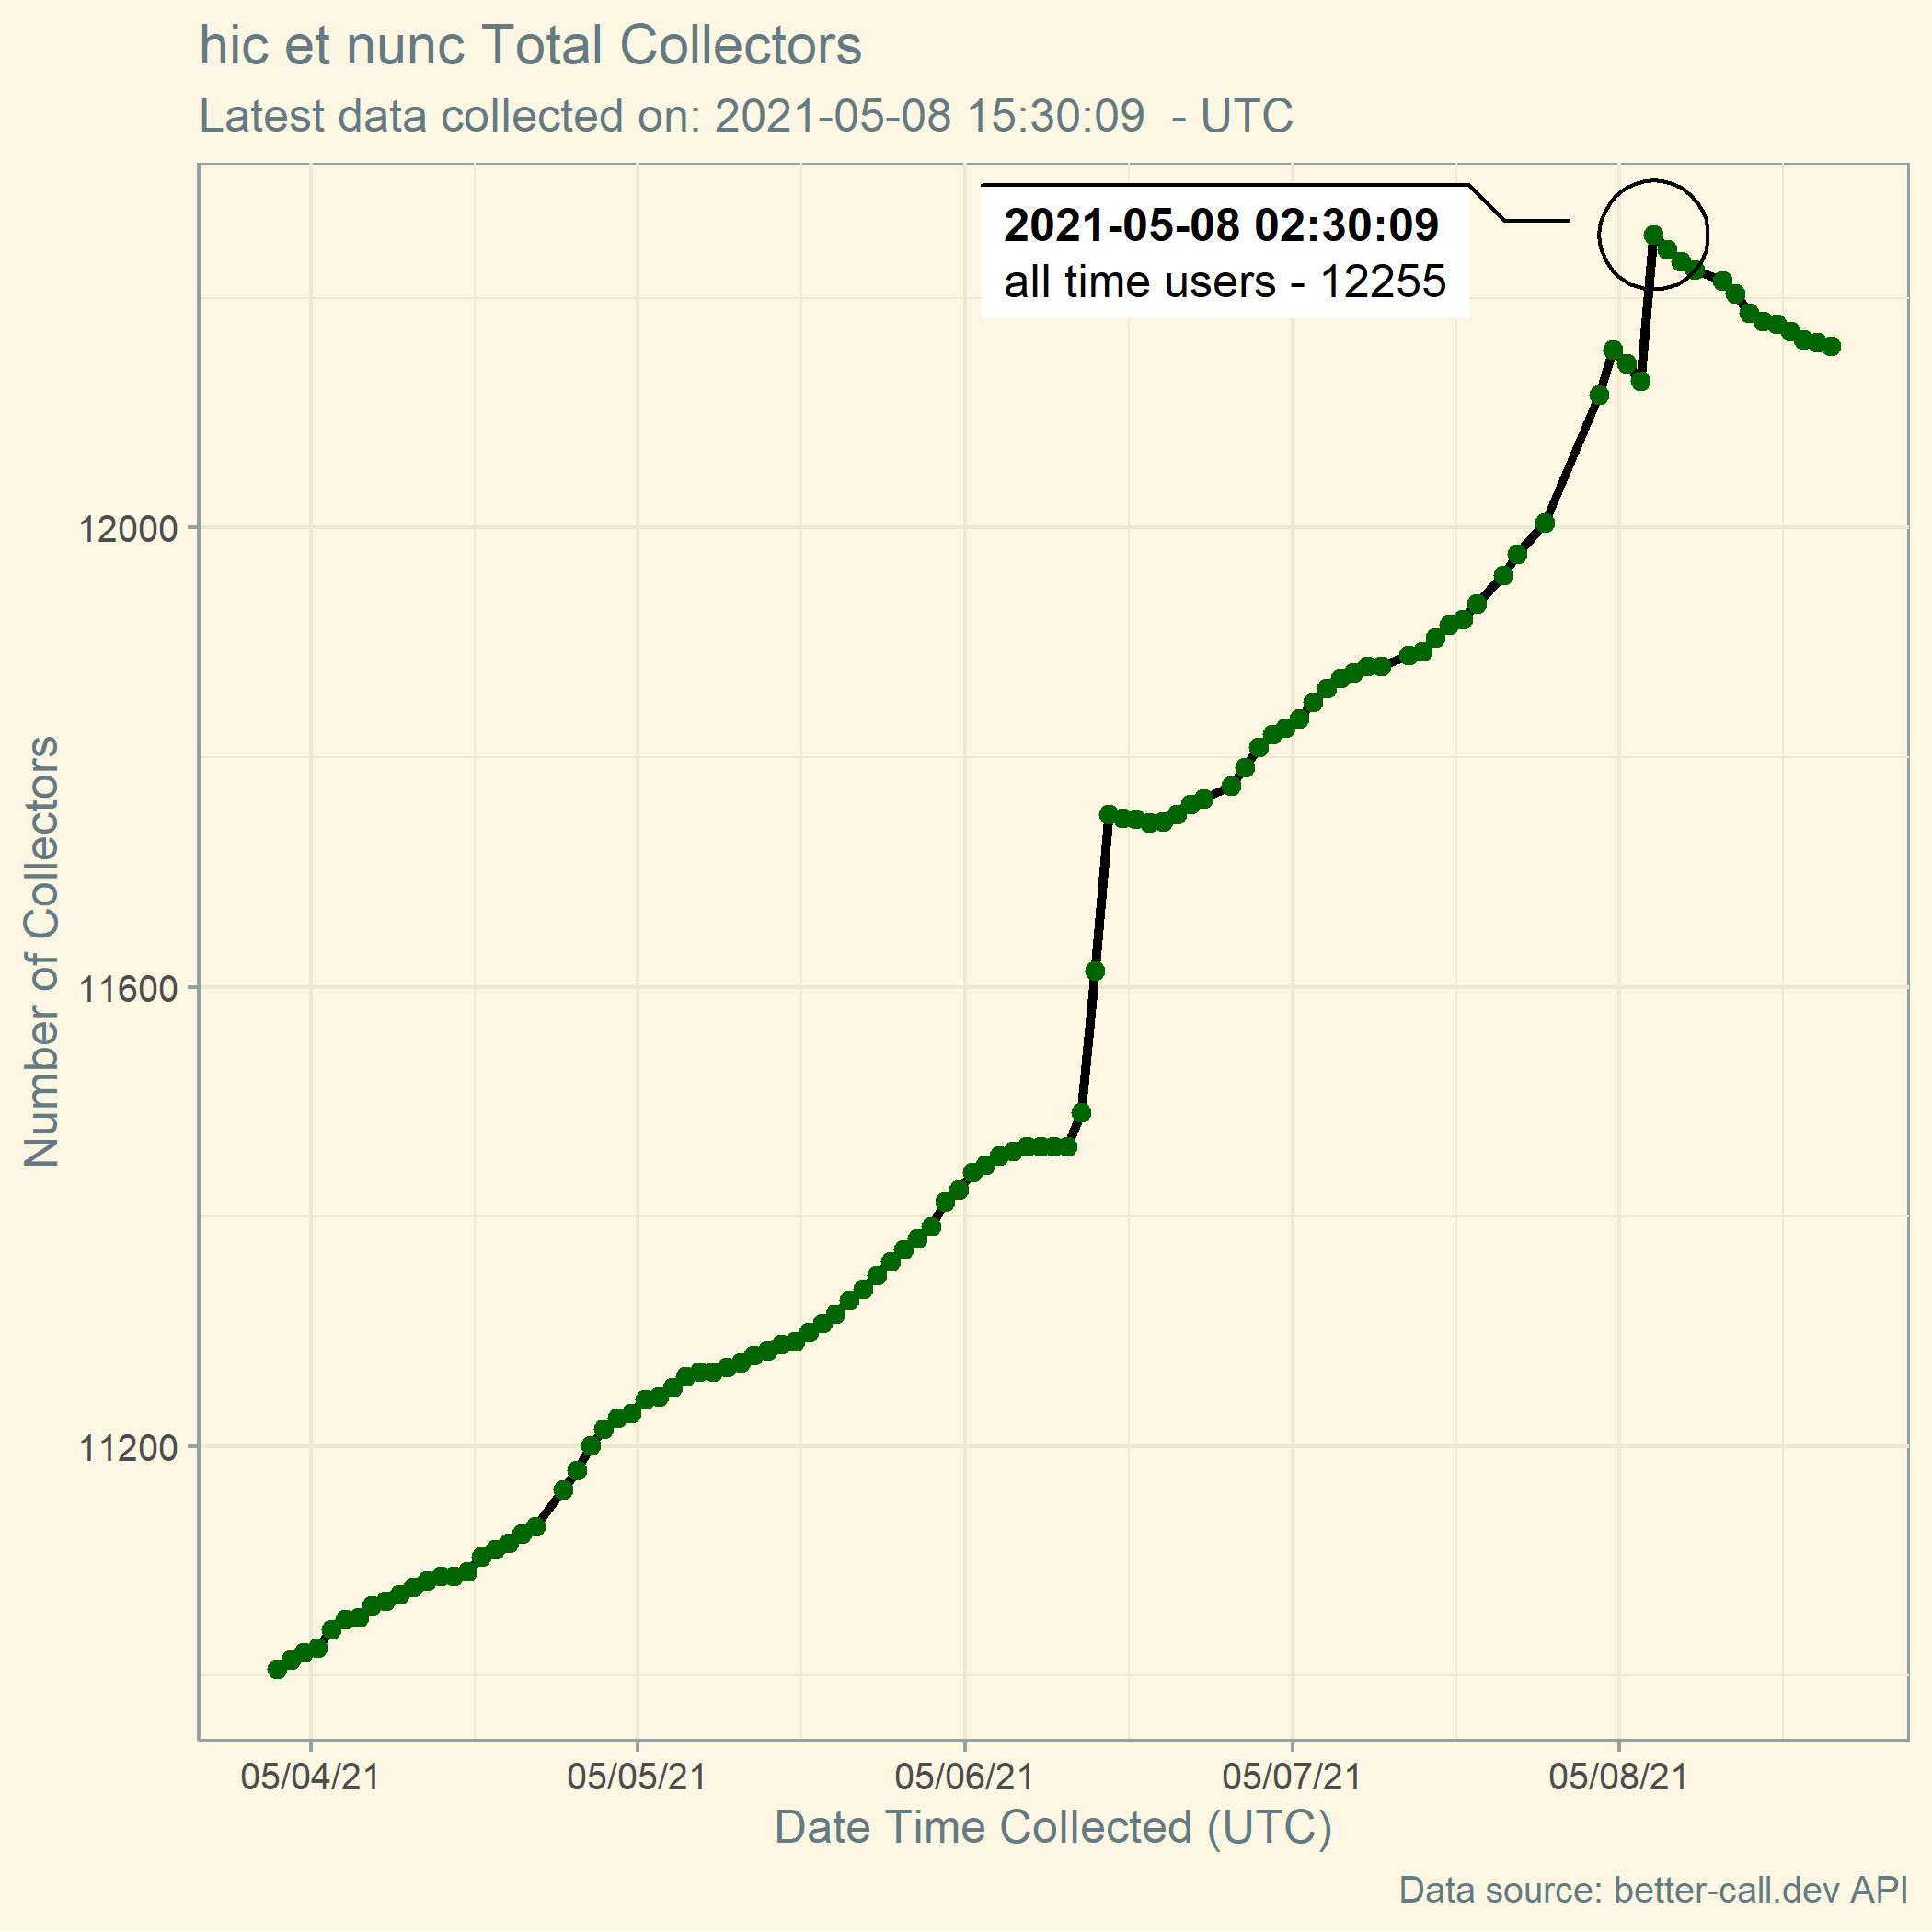 hic et nunc Total Collectors
Latest data collected on: 2021-05-08 15:30:09  - UTC
2021-05-08 02:30:09
all time users - 12255
Number of Collectors
12000
11600
11200
05/04/21
05/05/21
05/06/21
05/07/21
05/08/21
Date Time Collected (UTC)
Data source: better-call.dev API